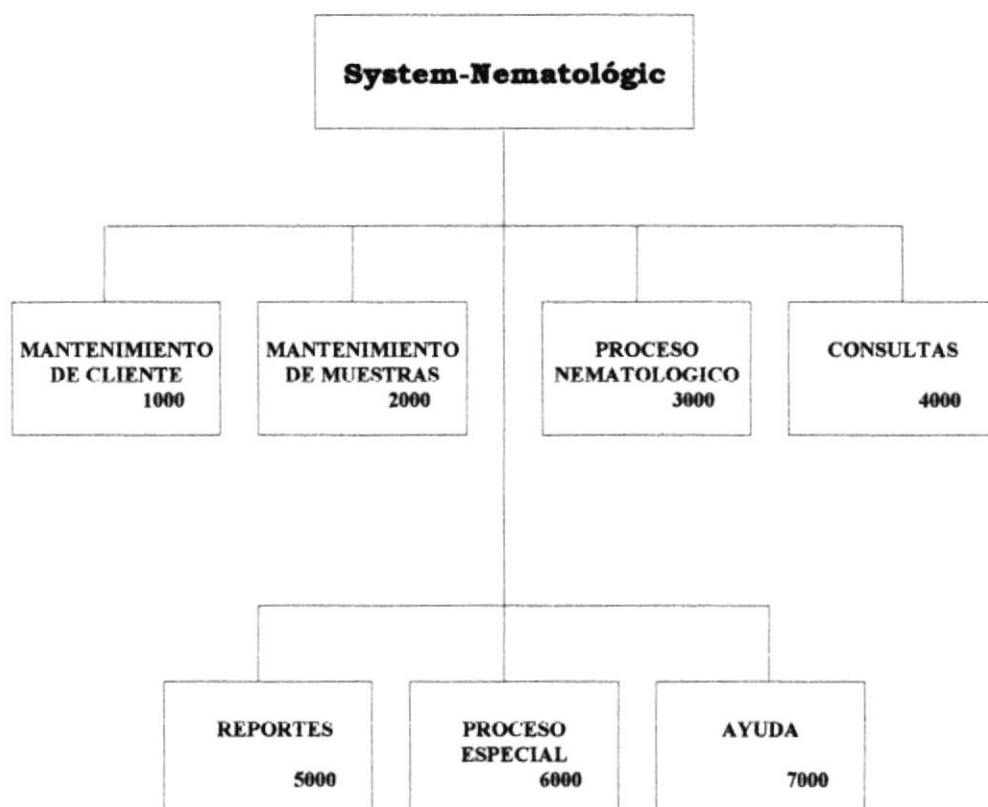 System-Nematológic
MANTENIMIENTO
DE CLIENTE
1000
MANTENIMIENTO
DE MUESTRAS
2000
PROCESO
NEMATOLOGICO
3000
CONSULTAS
4000
REPORTES
5000
PROCESO
ESPECIAL
6000
AYUDA
7000